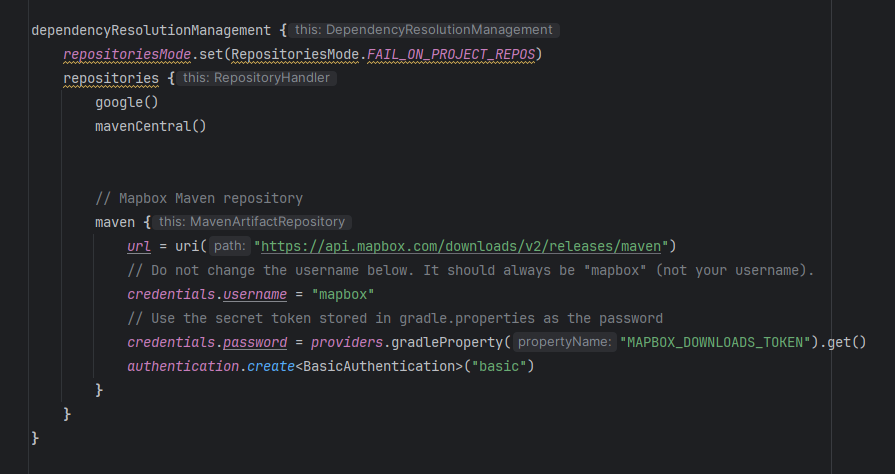 dependencyResolutionManagement { this: DependencyResolutionManagement
repositoriesMode.set(RepositoriesMode.FAIL_ON_PROJECT_REPOS)
repositories { this: RepositoryHandler
google()
mavenCentral()
// Mapbox Maven repository
maven { this: MavenArtifactRepository
url = uri( path: "https://api.mapbox.com/downloads/v2/releases/maven")
// Do not change the username below. It should always be "mapbox" (not your username).
credentials.username = "mapbox"
// Use the secret token stored in gradle.properties as the password
credentials.password = providers.gradleProperty( propertyName: "MAPBOX_DOWNLOADS_TOKEN").get()
authentication.create<BasicAuthentication>("basic")
}
}
}